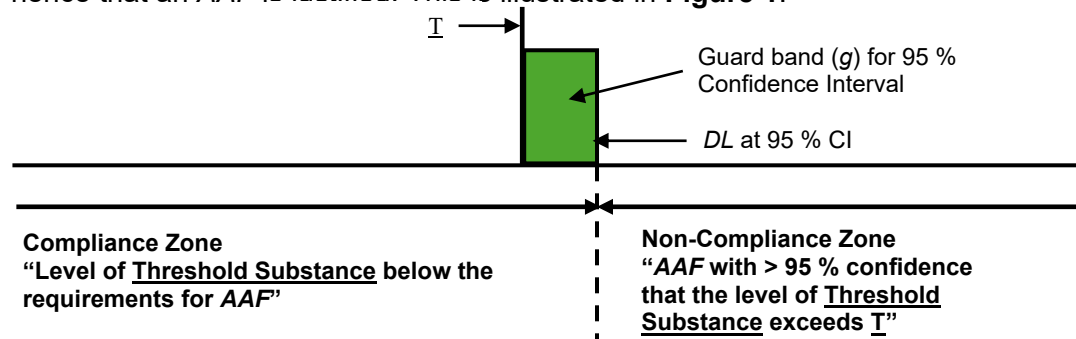 T
Guard band (g) for 95 %
Confidence Interval
DL at 95 % CI
Compliance Zone
“Level of Threshold Substance below the
requirements for AAF”
Non-Compliance Zone
“AAF with > 95 % confidence
that the level of Threshold
Substance exceeds T”